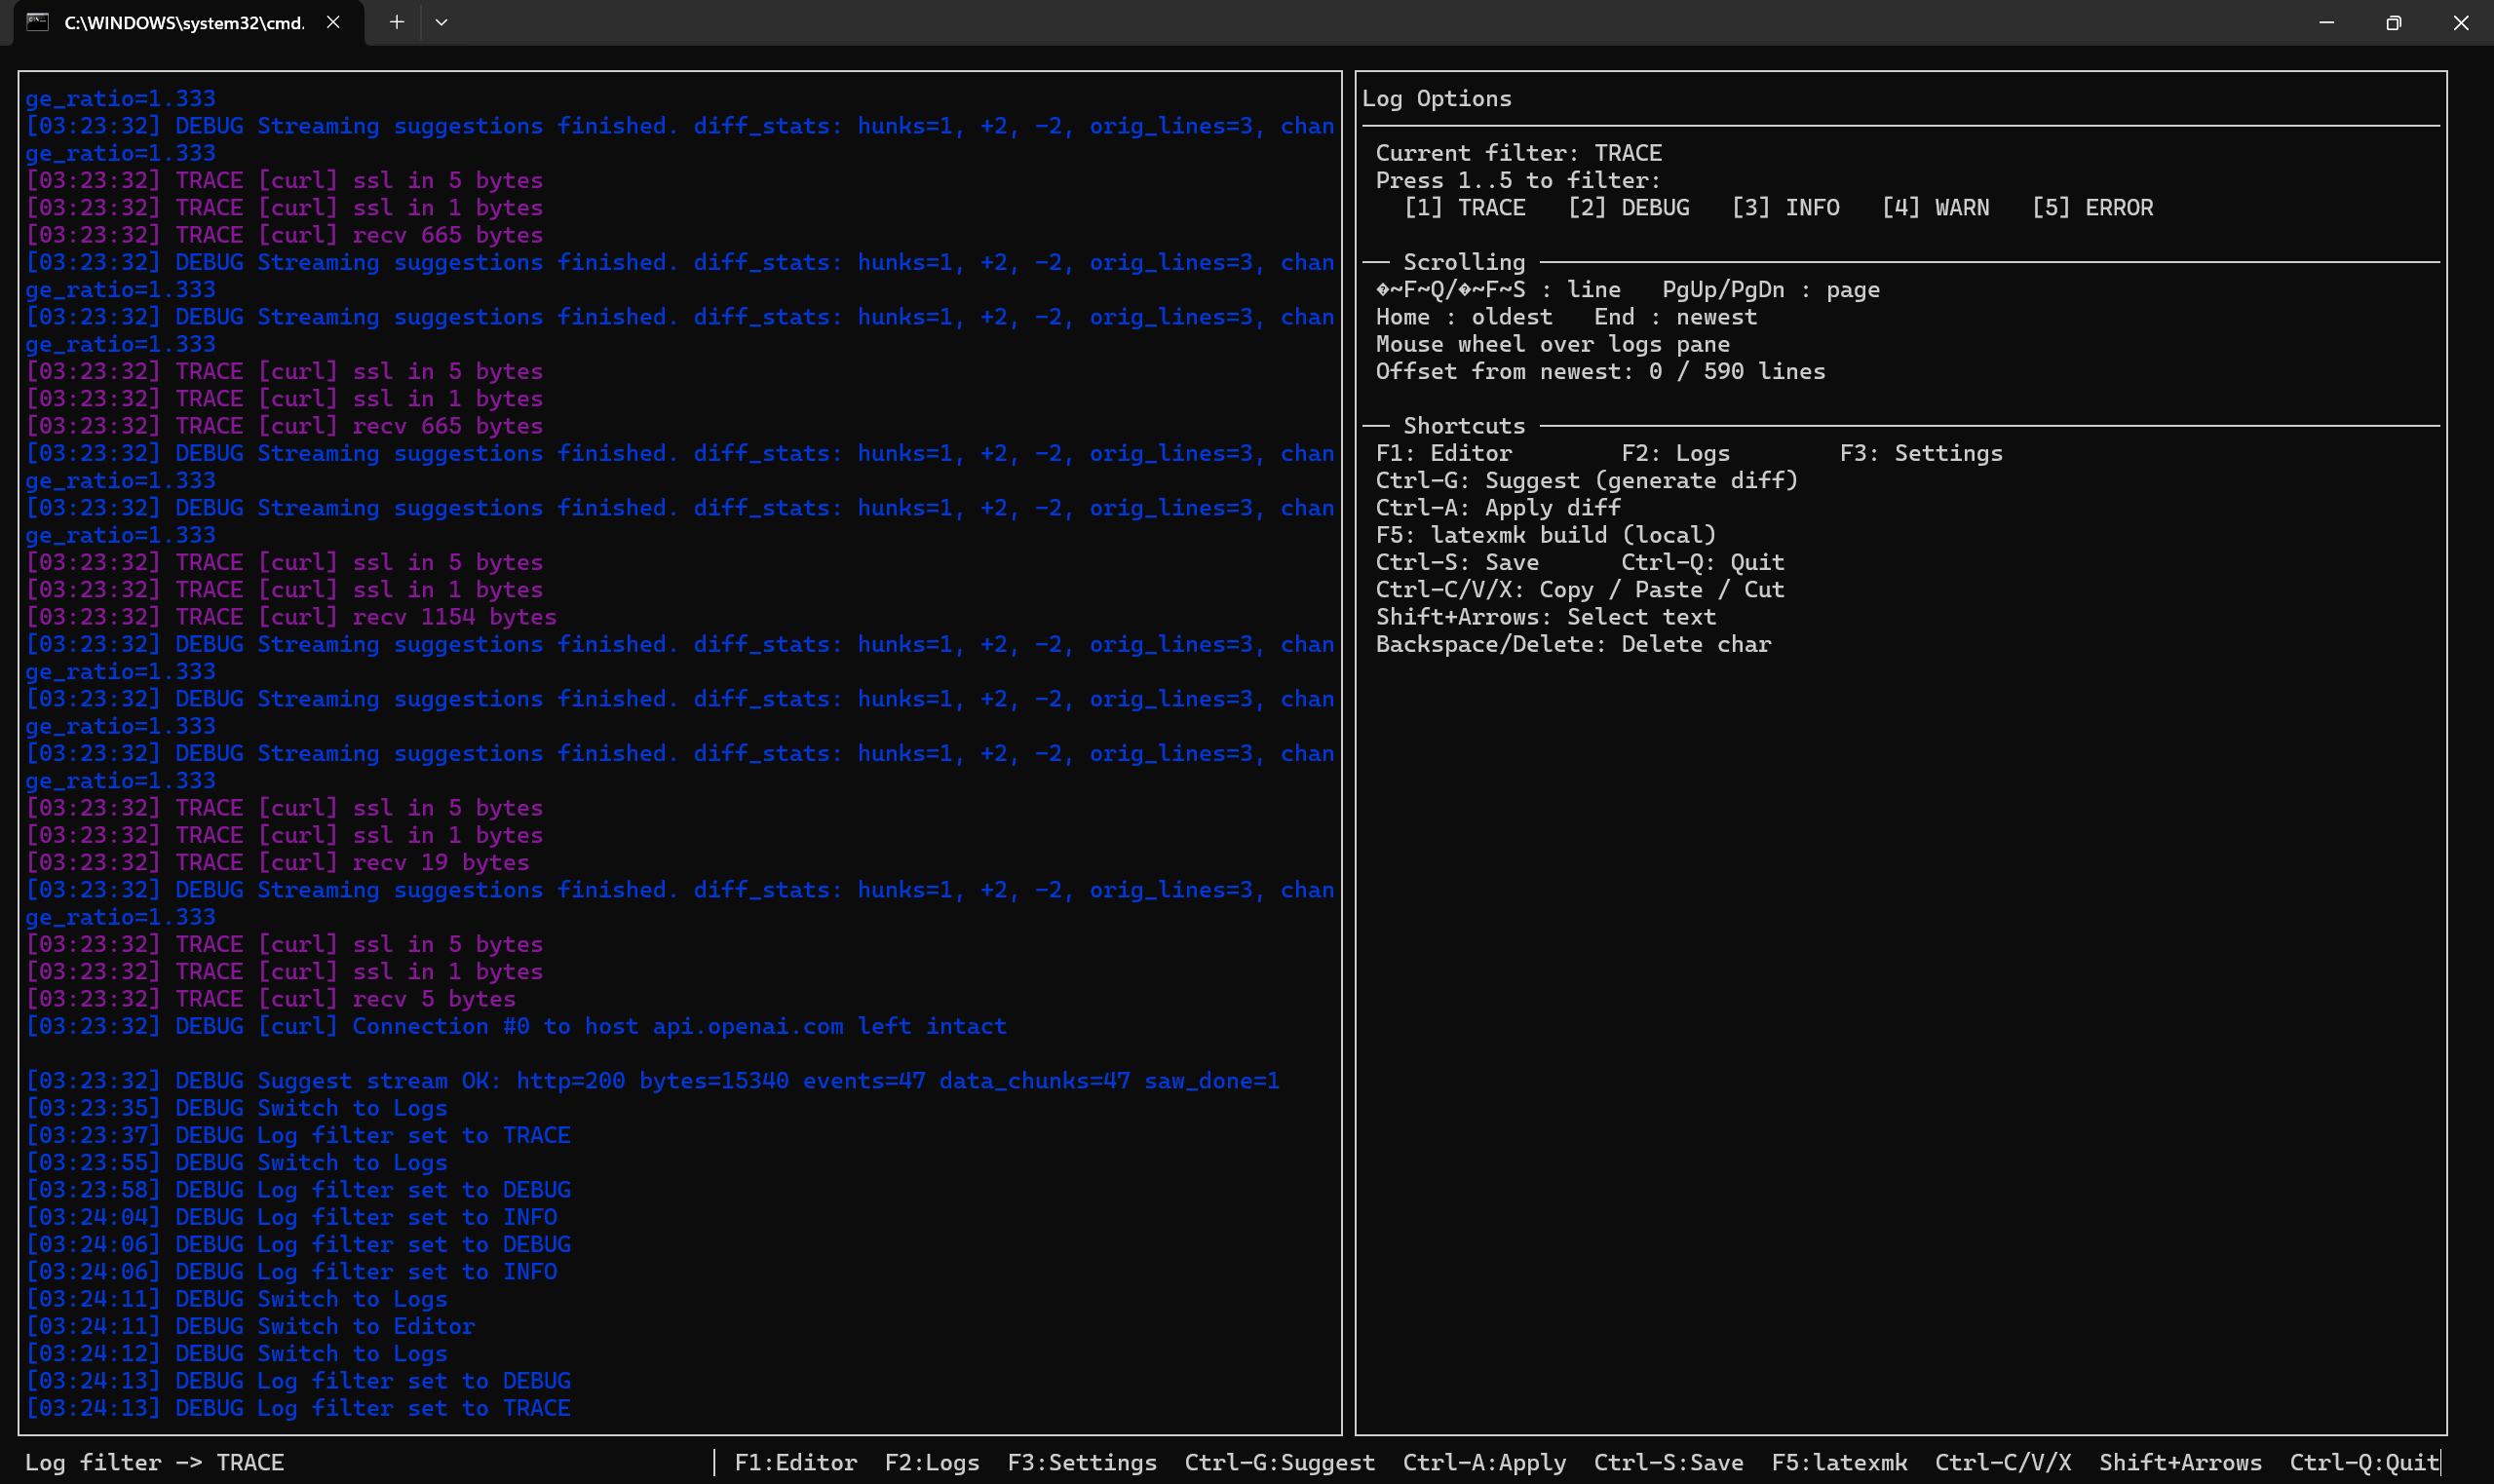 C:\WINDOWS\system32\cmd.
ge_ratio=1.333
[03:23:32] DEBUG Streaming suggestions finished. diff_stats: hunks=1, +2, -2, orig_lines=3, chan
ge_ratio=1.333
[03:23:32] TRACE [curl] ssl in 5 bytes
[03:23:32] TRACE [curl] ssl in 1 bytes
[03:23:32] TRACE [curl] recv 665 bytes
[03:23:32] DEBUG Streaming suggestions finished. diff_stats: hunks=1, +2, -2, orig_lines=3, chan
ge_ratio=1.333
[03:23:32] DEBUG Streaming suggestions finished. diff_stats: hunks=1, +2, -2, orig_lines=3, chan
ge_ratio=1.333
[03:23:32] TRACE [curl] ssl in 5 bytes
[03:23:32] TRACE [curl] ssl in 1 bytes
[03:23:32] TRACE [curl] recv 665 bytes
[03:23:32] DEBUG Streaming suggestions finished. diff_stats: hunks=1, +2, -2, orig_lines=3, chan
ge_ratio=1.333
[03:23:32] DEBUG Streaming suggestions finished. diff_stats: hunks=1, +2, -2, orig_lines=3, chan
ge_ratio=1.333
[03:23:32] TRACE [curl] ssl in 5 bytes
[03:23:32] TRACE [curl] ssl in 1 bytes
[03:23:32] TRACE [curl] recv 1154 bytes
[03:23:32] DEBUG Streaming suggestions finished. diff_stats: hunks=1, +2, -2, orig_lines=3, chan
ge_ratio=1.333
[03:23:32] DEBUG Streaming suggestions finished. diff_stats: hunks=1, +2, -2, orig_lines=3, chan
ge_ratio=1.333
[03:23:32] DEBUG Streaming suggestions finished. diff_stats: hunks=1, +2, -2, orig_lines=3, chan
ge_ratio=1.333
[03:23:32] TRACE [curl] ssl in 5 bytes
[03:23:32] TRACE [curl] ssl in 1 bytes
[03:23:32] TRACE [curl] recv 19 bytes
[03:23:32] DEBUG Streaming suggestions finished. diff_stats: hunks=1, +2, -2, orig_lines=3, chan
ge_ratio=1.333
[03:23:32] TRACE [curl] ssl in 5 bytes
[03:23:32] TRACE [curl] ssl in 1 bytes
[03:23:32] TRACE [curl] recv 5 bytes
[03:23:32] DEBUG [curl] Connection #0 to host api.openai.com left intact
[03:23:32] DEBUG Suggest stream OK: http=200 bytes=15340 events=47 data_chunks=47 saw_done=1
[03:23:35] DEBUG Switch to Logs
[03:23:37] DEBUG Log filter set to TRACE
[03:23:55] DEBUG Switch to Logs
[03:23:58] DEBUG Log filter set to DEBUG
[03:24:04] DEBUG Log filter set to INFO
[03:24:06] DEBUG Log filter set to DEBUG
[03:24:06] DEBUG Log filter set to INFO
[03:24:11] DEBUG Switch to Logs
[03:24:11] DEBUG Switch to Editor
[03:24:12] DEBUG Switch to Logs
[03:24:13] DEBUG Log filter set to DEBUG
[03:24:13] DEBUG Log filter set to TRACE
Log Options
Current filter: TRACE
Press 1..5 to filter:
[1] TRACE [2] DEBUG [3] INFO [4] WARN [5] ERROR
Scrolling
�~F~Q/�~F~S : line PgUp/PgDn : page
Home : oldest End : newest
Mouse wheel over logs pane
Offset from newest: 0 / 590 lines
Shortcuts
F1: Editor F2: Logs F3: Settings
Ctrl-G: Suggest (generate diff)
Ctrl-A: Apply diff
F5: latexmk build (local)
Ctrl-S: Save Ctrl-Q: Quit
Ctrl-C/V/X: Copy / Paste / Cut
Shift+Arrows: Select text
Backspace/Delete: Delete char
Log filter -> TRACE
F1:Editor F2:Logs F3:Settings Ctrl-G:Suggest Ctrl-A:Apply Ctrl-S:Save F5:latexmk Ctrl-C/V/X Shift+Arrows Ctrl-Q:Quit